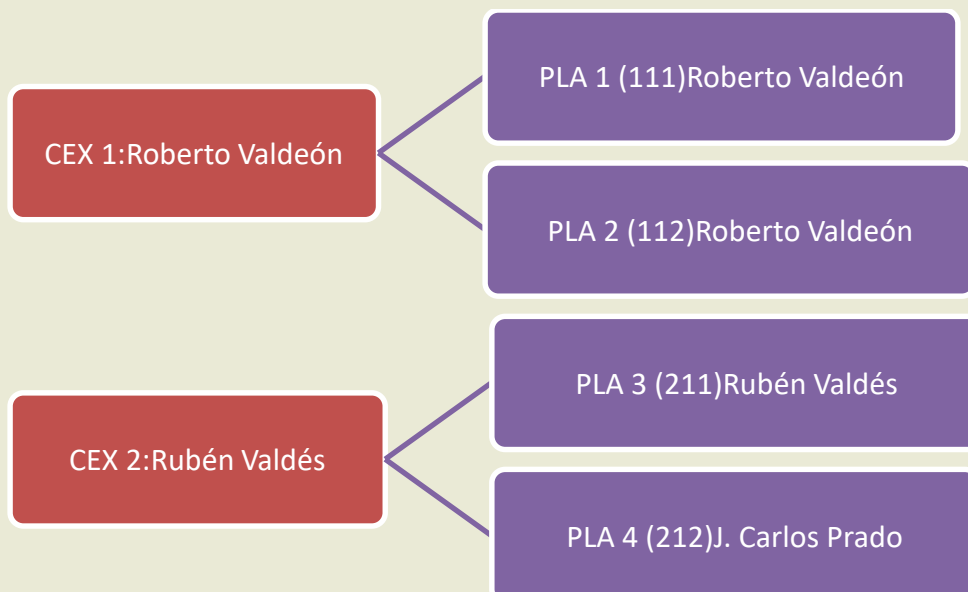 CEX 1:Roberto Valdeón
PLA 1 (111)Roberto Valdeón
PLA 2 (112)Roberto Valdeón
CEX 2:Rubén Valdés
PLA 3 (211)Rubén Valdés
PLA 4 (212)J. Carlos Prado